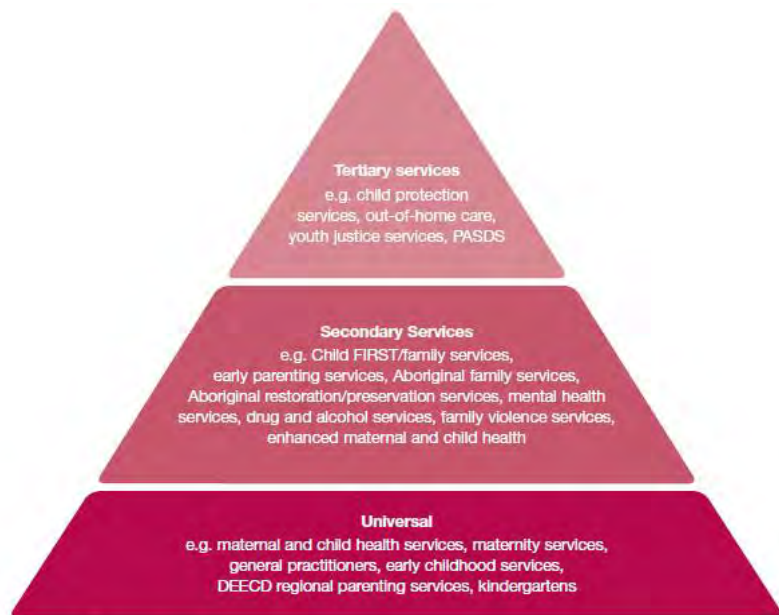 Tertiary services
e.g. child protection
services, out-of-home care,
youth justice services, PASDS
Secondary Services
e.g. Child FIRST/family services,
early parenting services, Aboriginal family services,
Aboriginal restoration/preservation services, mental health
services, drug and alcohol services, family violence services,
enhanced maternal and child health
Universal
e.g. maternal and child health services, maternity services,
general practitioners, early childhood services,
DEECD regional parenting services, kindergartens